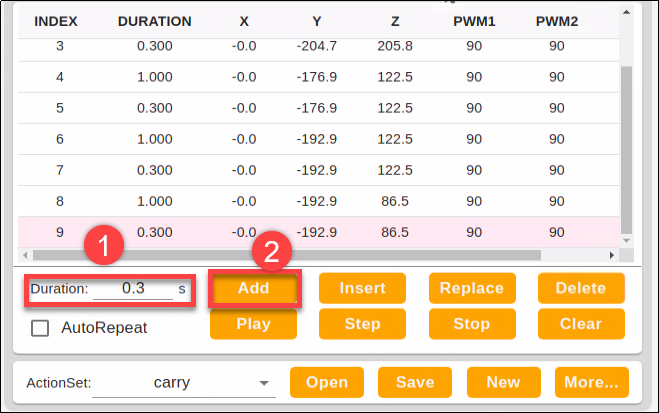 INDEX DURATION X Y Z PWM1 PWM2
3 0.300 -0.0 -204.7 205.8 90 90
4 1.000 -0.0 -176.9 122.5 90 90
5 0.300 -0.0 -176.9 122.5 90 90
6 1.000 -0.0 -192.9 122.5 90 90
7 0.300 -0.0 -192.9 122.5 90 90
8 1.000 -0.0 -192.9 86.5 90 90
9 0.300 -0.0 -192.9 86.5 90 90
1 2
Duration: 0.3 s Add Insert Replace Delete
AutoRepeat Play Step Stop Clear
ActionSet: carry Open Save New More...